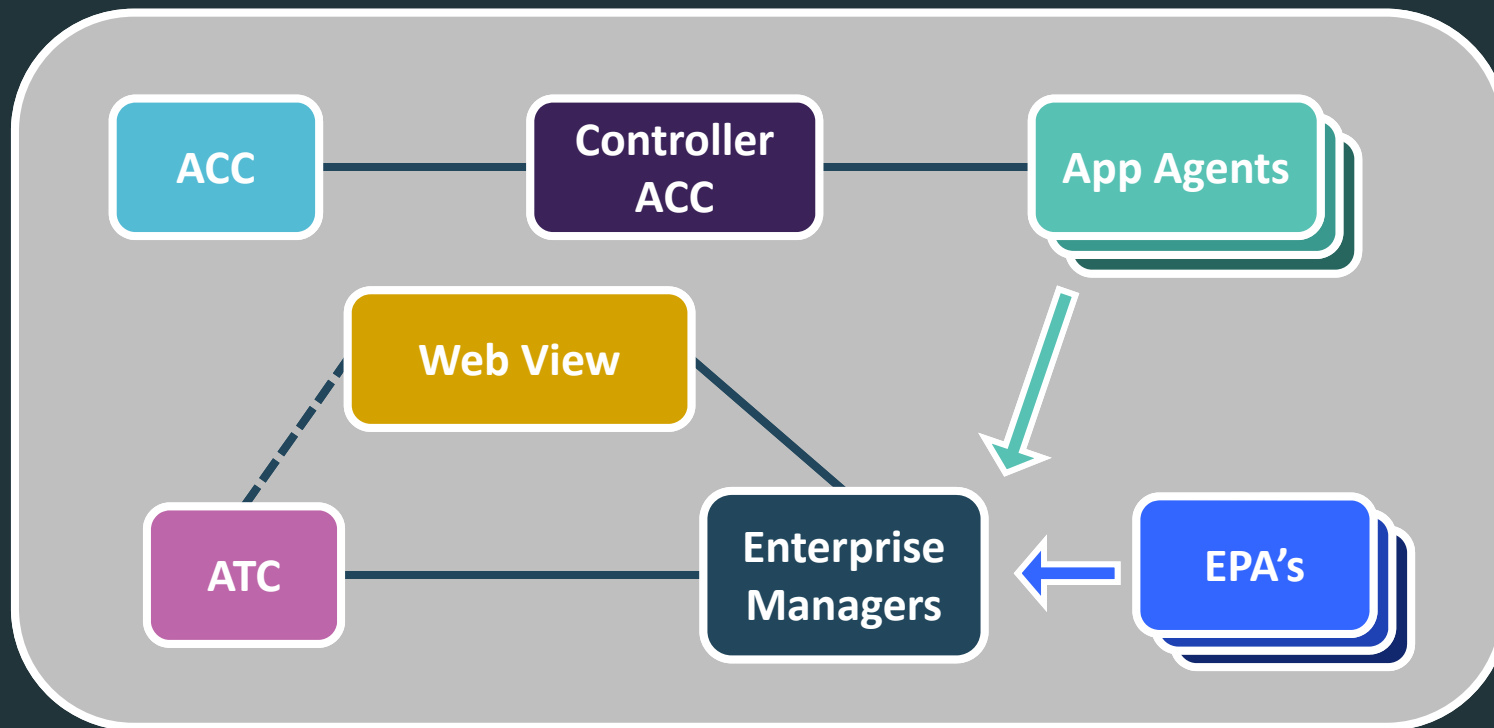 ACC
Controller
ACC
App Agents
Web View
ATC
Enterprise
Managers
EPA’s